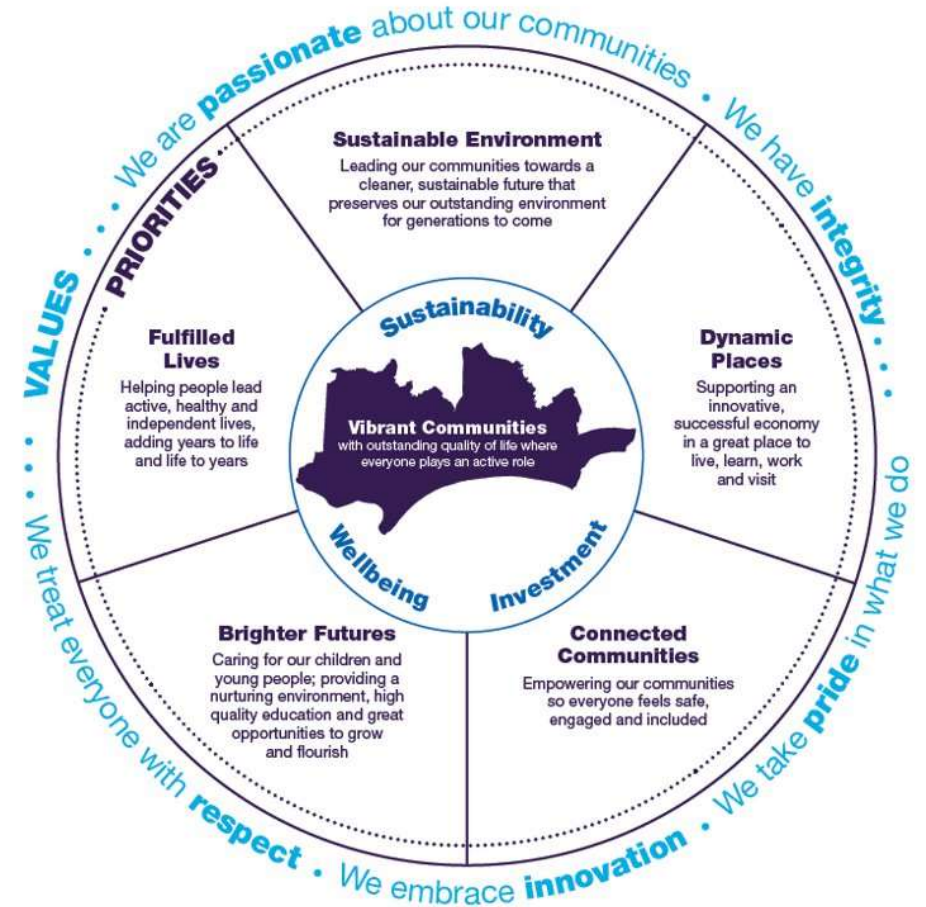 VALUES . . . . We are passionate about our communities • We have integrity . . .
We take pride in what we do
• We embrace innovation •
. . . . We treat everyone with respect •
PRIORITIES
Sustainable Environment
Leading our communities towards a
cleaner, sustainable future that
preserves our outstanding environment
for generations to come
Dynamic
Places
Supporting an
innovative,
successful economy
in a great place to
live, learn, work
and visit
Connected
Communities
Empowering our communities
so everyone feels safe,
engaged and included
Brighter Futures
Caring for our children and
young people; providing a
nurturing environment, high
quality education and great
opportunities to grow
and flourish
Fulfilled
Lives
Helping people lead
active, healthy and
independent lives,
adding years to life
and life to years
Sustainability
Vibrant Communities
with outstanding quality of life where
everyone plays an active role
Wellbeing
Investment